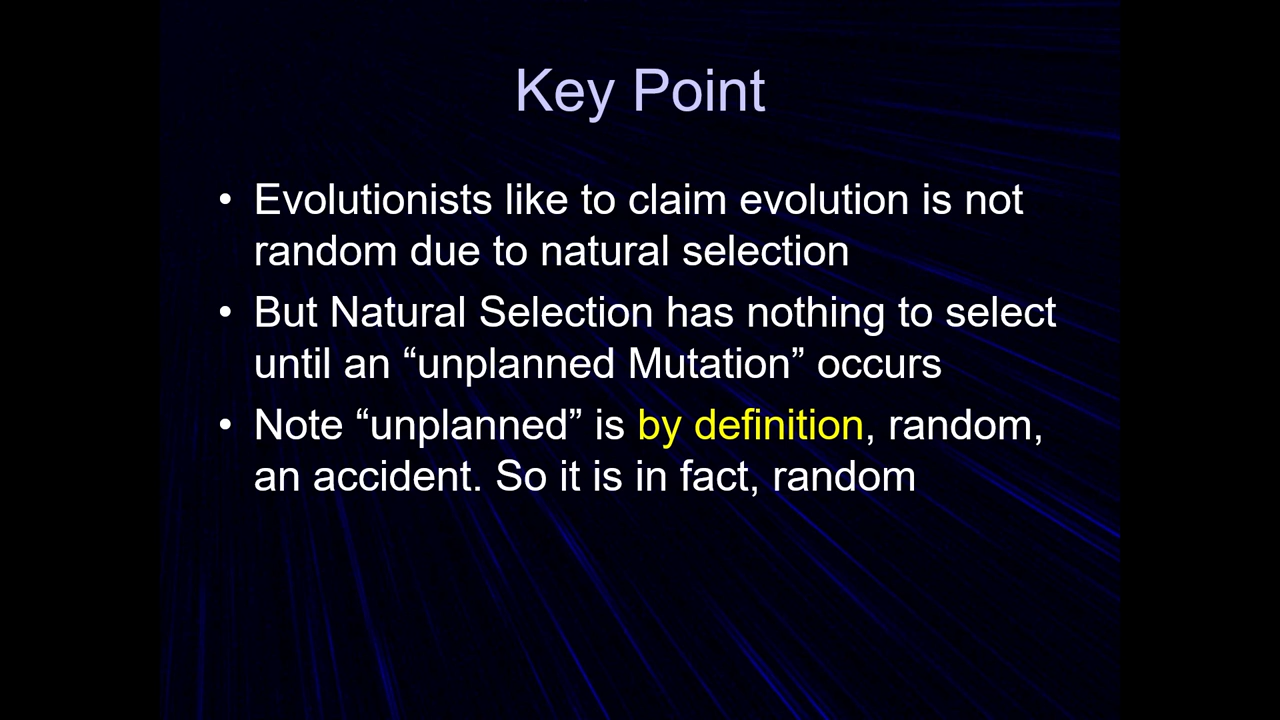 Key Point
• Evolutionists like to claim evolution is not
random due to natural selection
• But Natural Selection has nothing to select
until an “unplanned Mutation” occurs
• Note “unplanned” is by definition, random,
an accident. So it is in fact, random